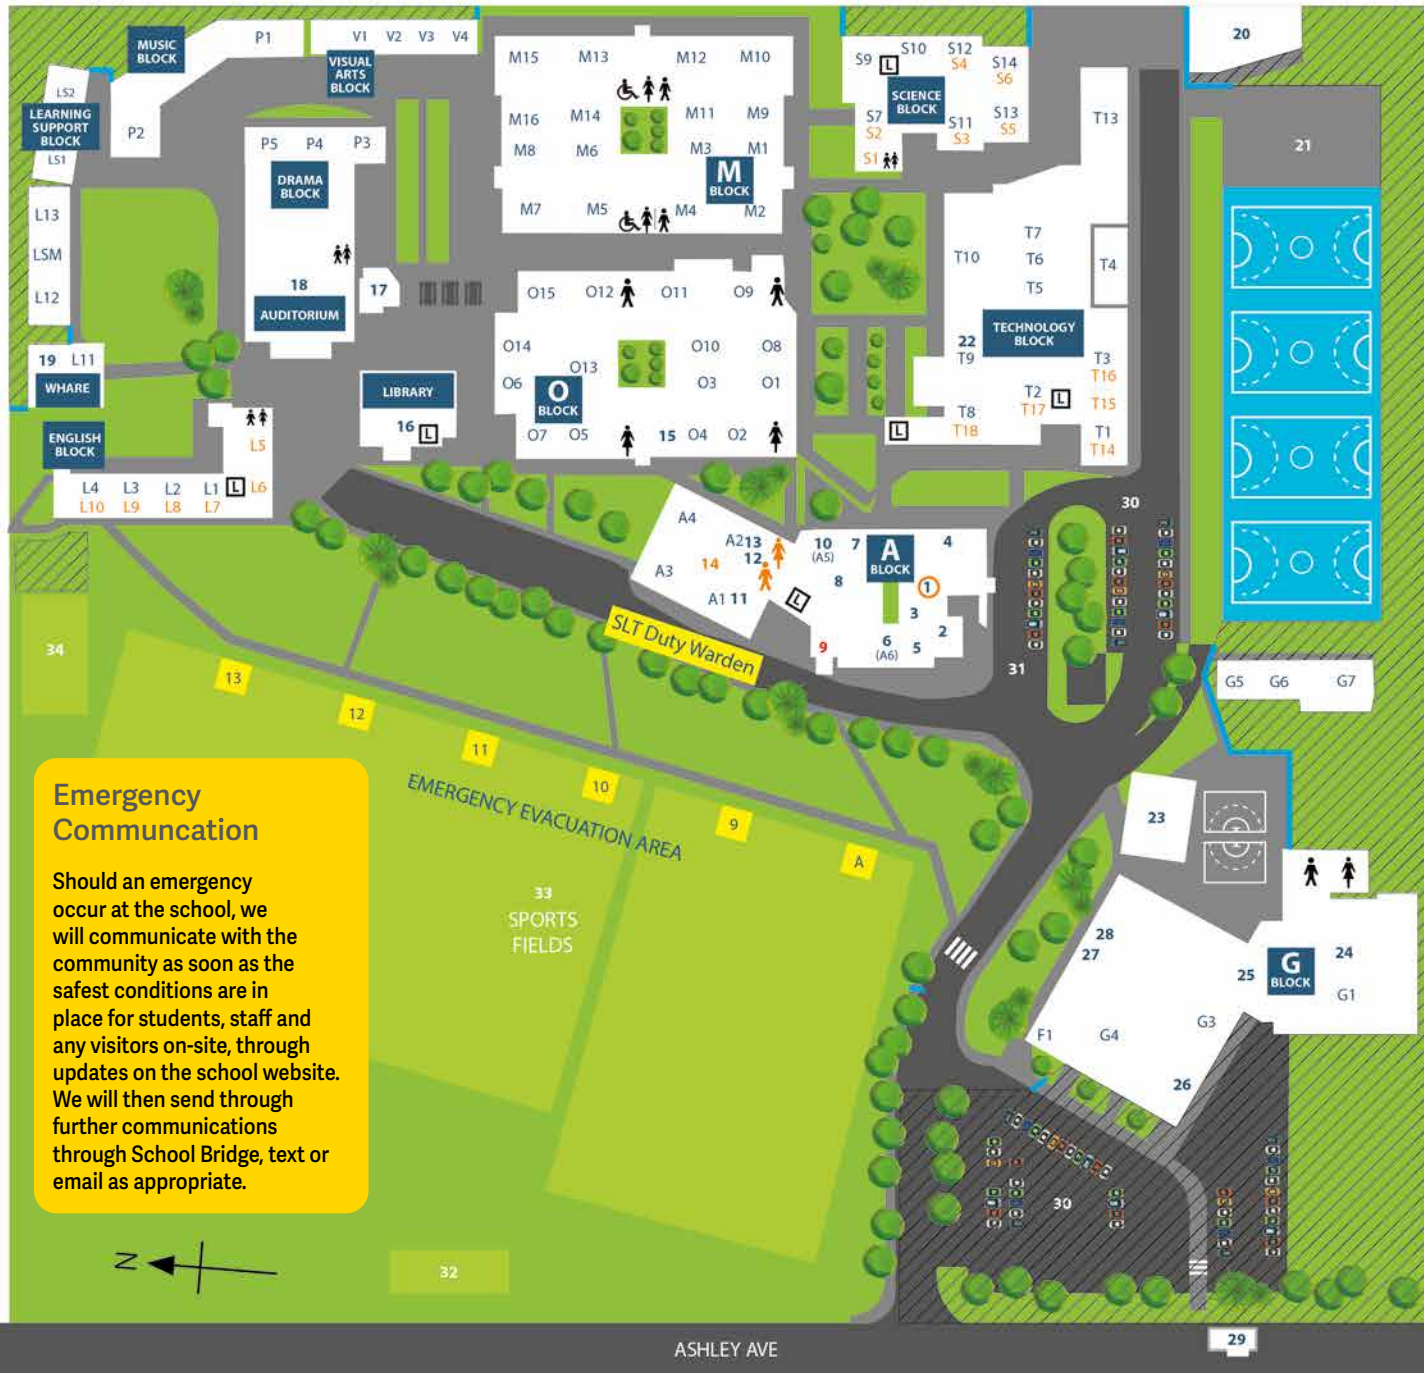 MUSIC
BLOCK
P1
P2
V1 V2 V3 V4
VISUAL
ARTS
BLOCK
LS2
LEARNING
SUPPORT
BLOCK
LS1
L13
LSM
L12
19 L11
WHARE
P5 P4 P3
DRAMA
BLOCK
18
AUDITORIUM
17
M15 M13 M12 M10
M16 M14 M11 M9
M8 M6 M3 M1
M
BLOCK
M7 M5 M4 M2
S9 L S10 S12 S14
S4 S6
SCIENCE
BLOCK
S7 S11 S13
S2 S3 S5
S1
20
21
T13
T7
T10 T6 T4
T5
TECHNOLOGY
BLOCK
22
T9 T3
T16
T2 L T15
T17
T8 T1
T18 T14
L
O15 O12 O11 O9
O14 O13 O10 O8
O6 O3 O1
O
BLOCK
O7 O5 15 O4 O2
LIBRARY
16 L
ENGLISH
BLOCK
L5
L4 L3 L2 L1 L L6
L10 L9 L8 L7
A4
A2 13
12
14
A3
A1 11
L
10 7 4
(A5)
A
BLOCK
8 1
3
2
9 6 5
(A6)
SLT Duty Warden
30
31
34
13
12
11
10
9
A
EMERGENCY EVACUATION AREA
33
SPORTS
FIELDS
Emergency
Communcation
Should an emergency
occur at the school, we
will communicate with the
community as soon as the
safest conditions are in
place for students, staff and
any visitors on-site, through
updates on the school website.
We will then send through
further communications
through School Bridge, text or
email as appropriate.
G5 G6 G7
23
28
27
25
G
BLOCK
24
G1
F1 G4 G3
26
30
N
32
29
ASHLEY AVE